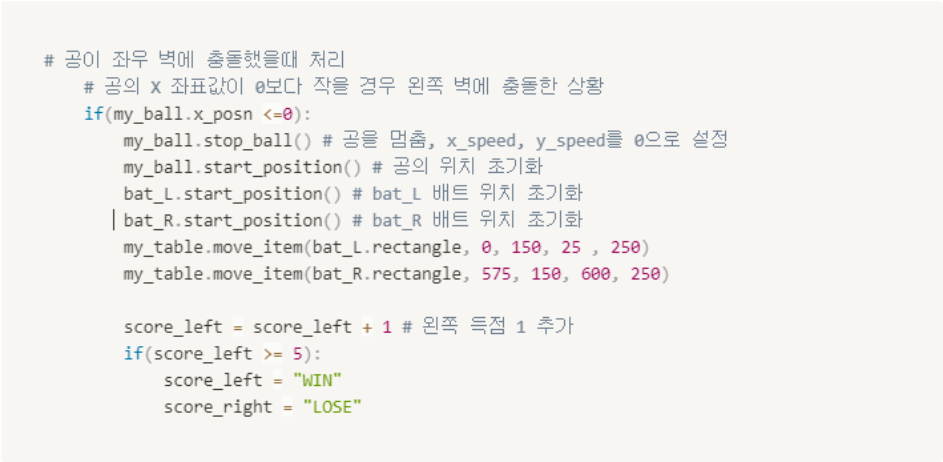 # 공이 좌우 벽에 충돌했을때 처리
# 공의 X 좌표값이 0보다 작을 경우 왼쪽 벽에 충돌한 상황
if(my_ball.x_posn <=0):
my_ball.stop_ball() # 공을 멈춤, x_speed, y_speed를 0으로 설정
my_ball.start_position() # 공의 위치 초기화
bat_L.start_position() # bat_L 배트 위치 초기화
bat_R.start_position() # bat_R 배트 위치 초기화
my_table.move_item(bat_L.rectangle, 0, 150, 25 , 250)
my_table.move_item(bat_R.rectangle, 575, 150, 600, 250)
score_left = score_left + 1 # 왼쪽 득점 1 추가
if(score_left >= 5):
score_left = "WIN"
score_right = "LOSE"